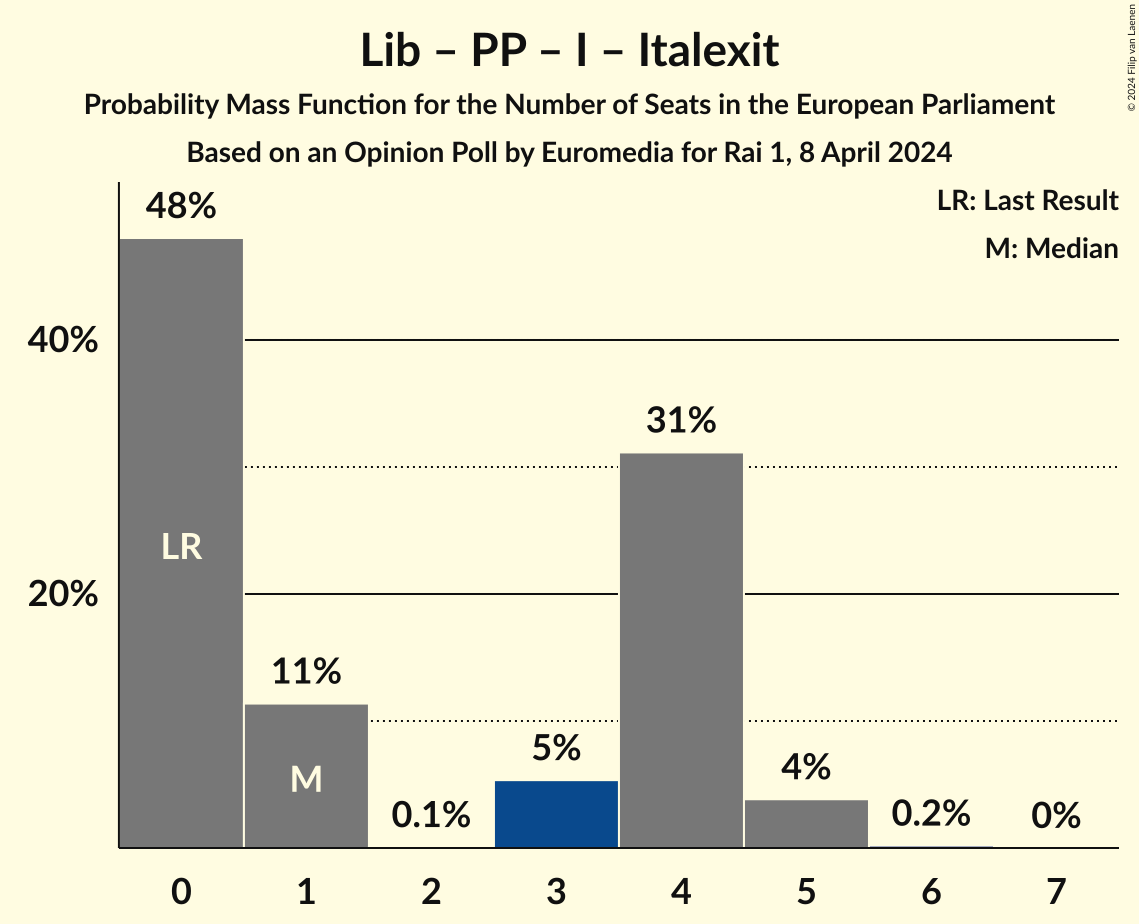 Lib – PP – I – Italexit
Probability Mass Function for the Number of Seats in the European Parliament
Based on an Opinion Poll by Euromedia for Rai 1, 8 April 2024
© 2024 Filip van Laenen
LR: Last Result
M: Median
48%
40%
31%
LR
20%
11%
M
0.1%
5%
4%
0.2%
0%
0 1 2 3 4 5 6 7